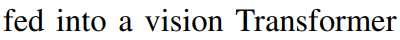 fed into a vision Transformer